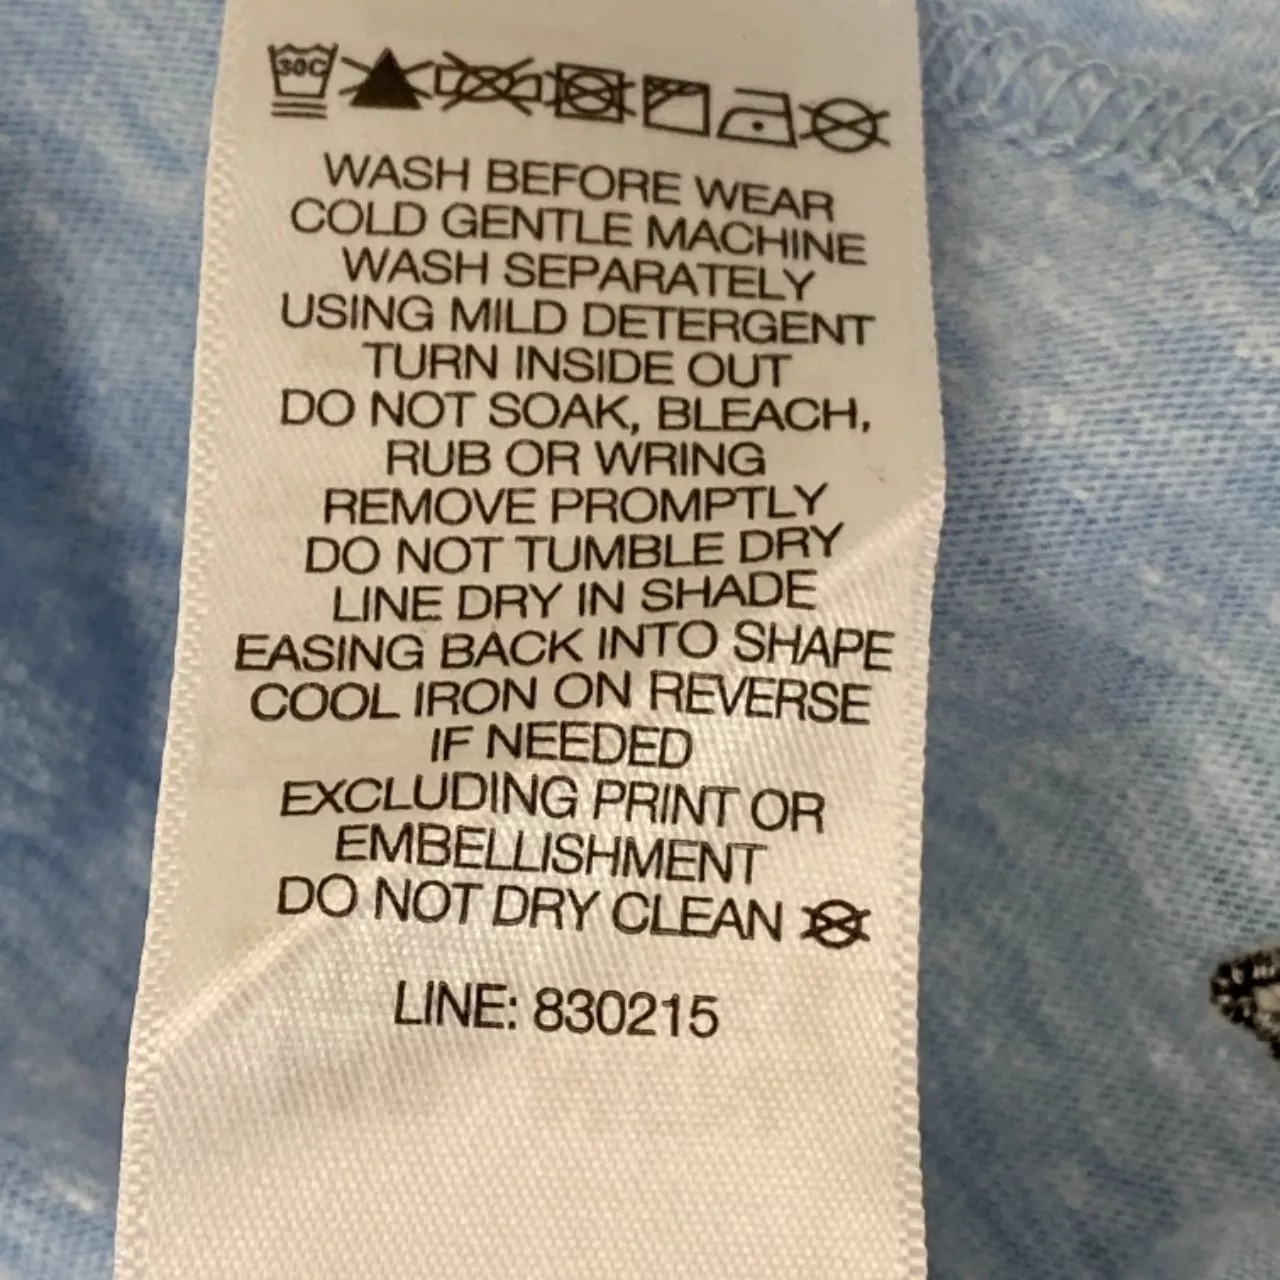 30C
WASH BEFORE WEAR
COLD GENTLE MACHINE
WASH SEPARATELY
USING MILD DETERGENT
TURN INSIDE OUT
DO NOT SOAK, BLEACH,
RUB OR WRING
REMOVE PROMPTLY
DO NOT TUMBLE DRY
LINE DRY IN SHADE
EASING BACK INTO SHAPE
COOL IRON ON REVERSE
IF NEEDED
EXCLUDING PRINT OR
EMBELLISHMENT
DO NOT DRY CLEAN
LINE: 830215